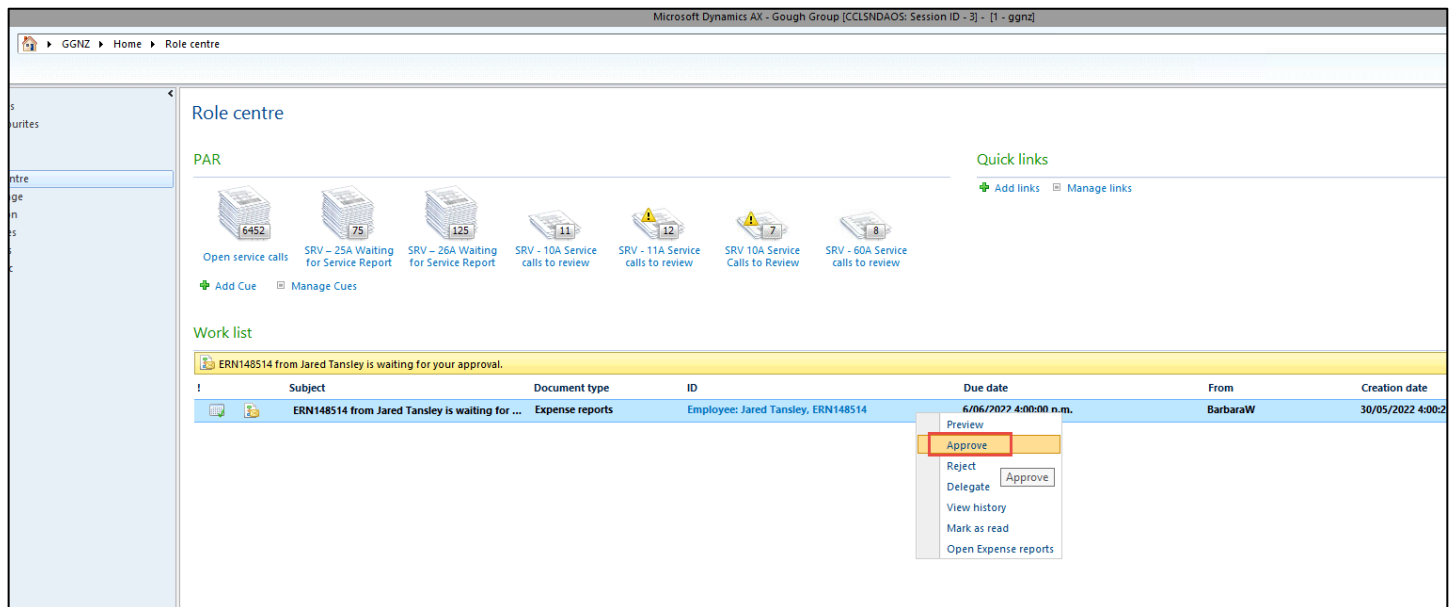 Microsoft Dynamics AX - Gough Group [CCLSNDAOS: Session ID - 3] - [1 - ggnz]
GGNZ Home Role centre
Role centre
PAR
Quick links
Add links Manage links
6452 75 125 11 12 7 8
Open service calls
SRV – 25A Waiting for Service Report
SRV – 26A Waiting for Service Report
SRV - 10A Service calls to review
SRV - 11A Service calls to review
SRV 10A Service Calls to Review
SRV - 60A Service calls to review
Add Cue Manage Cues
Work list
ERN148514 from Jared Tansley is waiting for your approval.
! Subject Document type ID Due date From Creation date
ERN148514 from Jared Tansley is waiting for ... Expense reports Employee: Jared Tansley, ERN148514 6/06/2022 4:00:00 p.m. BarbaraW 30/05/2022 4:00:2
Preview
Approve
Reject
Approve
Delegate
View history
Mark as read
Open Expense reports